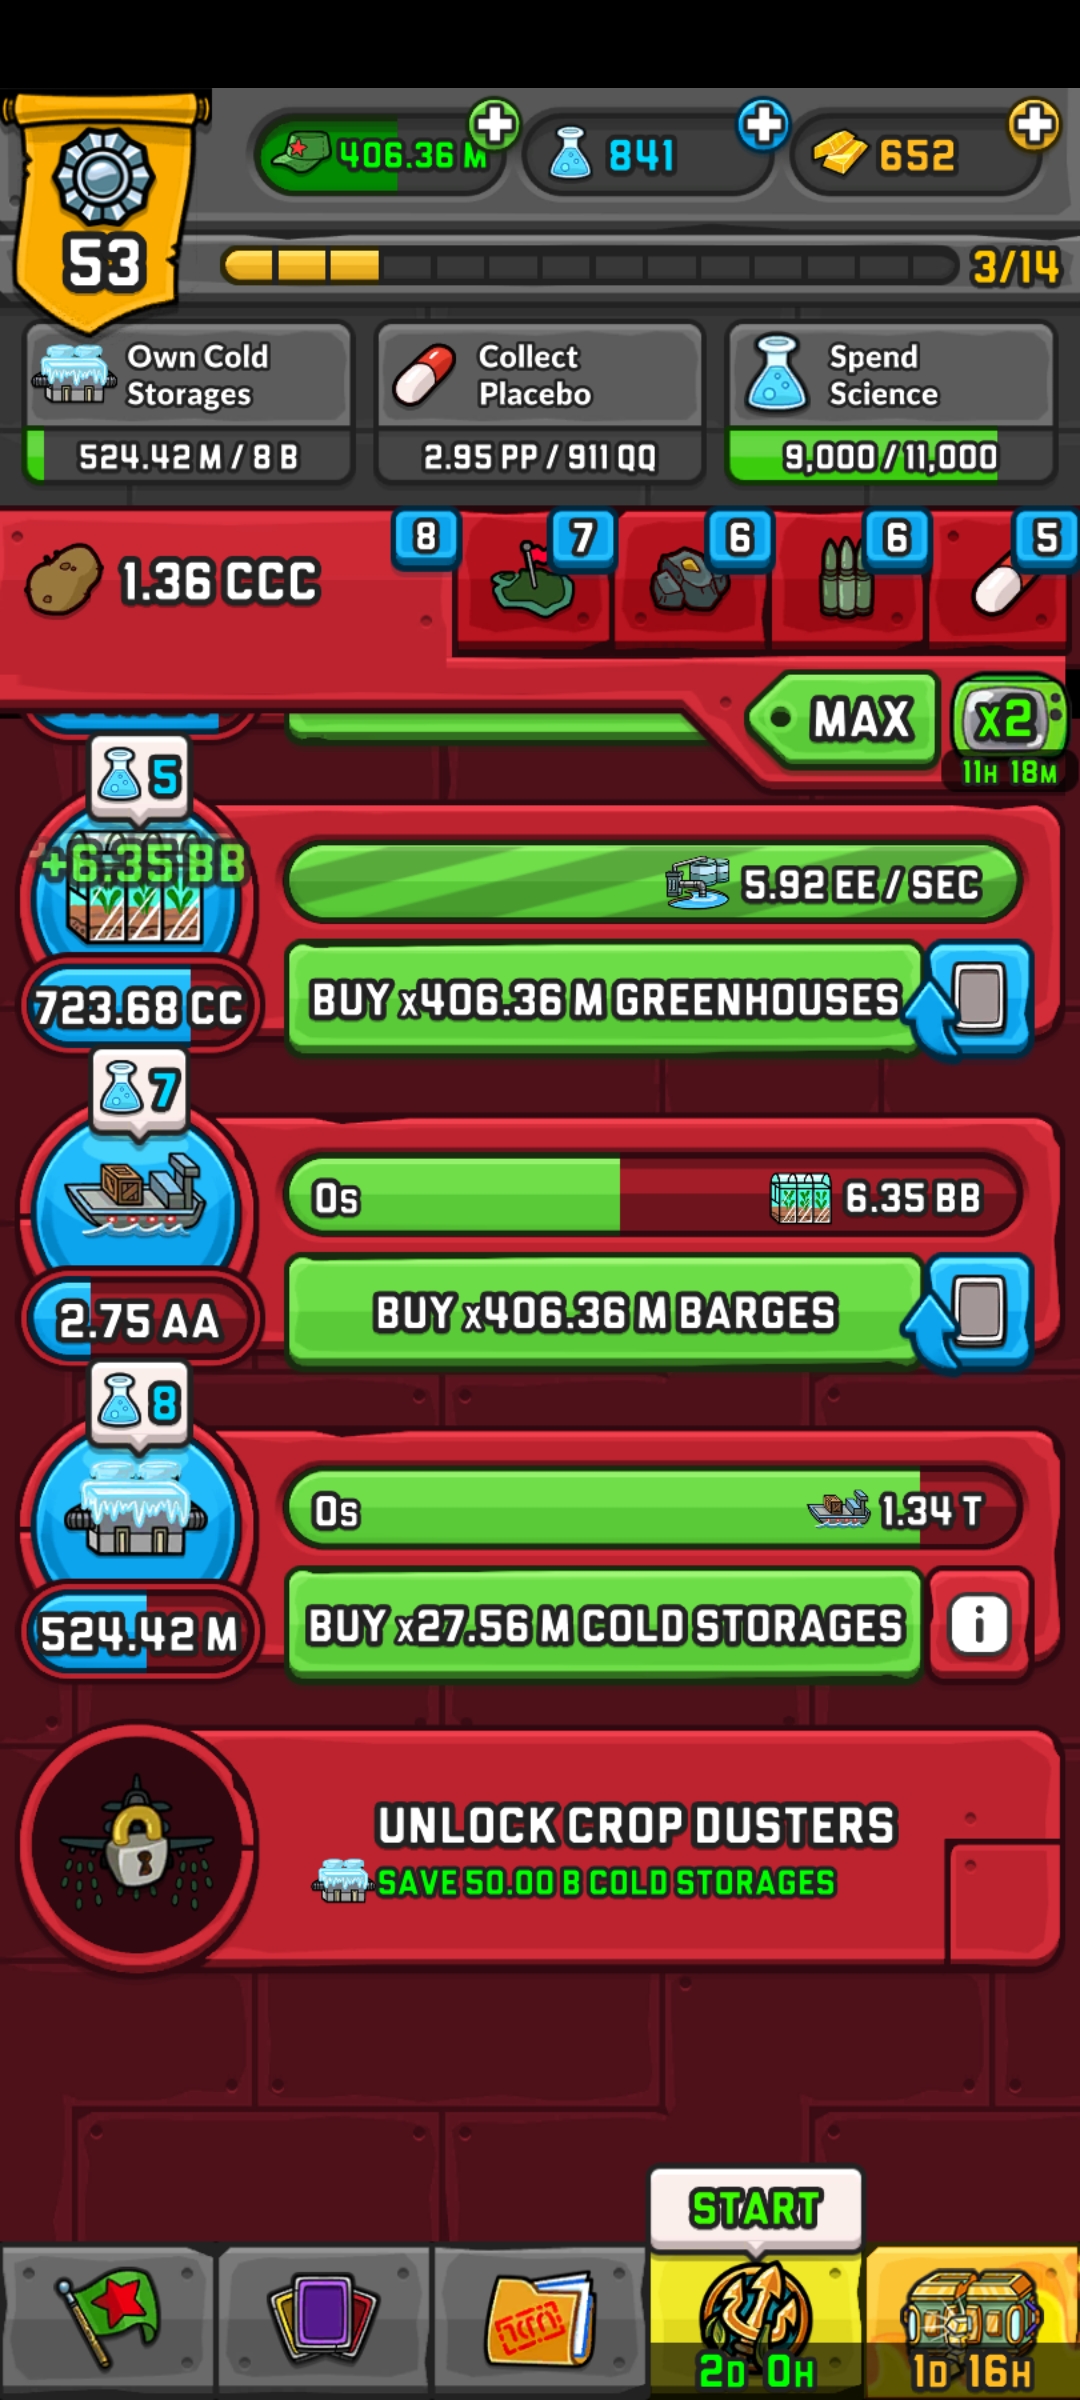 406.36 M
841
652
53
3/14
Own Cold
Storages
Collect
Placebo
Spend
Science
524.42 M / 8 B
2.95 PP / 911 QQ
9,000 / 11,000
1.36 CCC
8
7
6
6
5
MAX
x2
11H 18M
5
+6.35 BB
5.92 EE / SEC
BUY x406.36 M GREENHOUSES
723.68 CC
7
0s
6.35 BB
BUY x406.36 M BARGES
2.75 AA
8
0s
1.34 T
BUY x27.56 M COLD STORAGES
i
524.42 M
UNLOCK CROP DUSTERS
SAVE 50.00 B COLD STORAGES
START
2D 0H
1D 16H